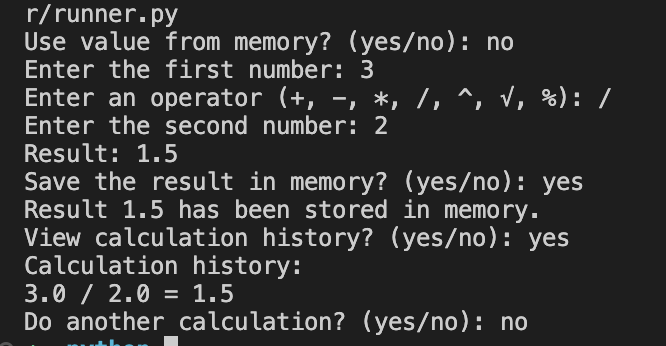 r/runner.py
Use value from memory? (yes/no): no
Enter the first number: 3
Enter an operator (+, -, *, /, ^, √, %): /
Enter the second number: 2
Result: 1.5
Save the result in memory? (yes/no): yes
Result 1.5 has been stored in memory.
View calculation history? (yes/no): yes
Calculation history:
3.0 / 2.0 = 1.5
Do another calculation? (yes/no): no